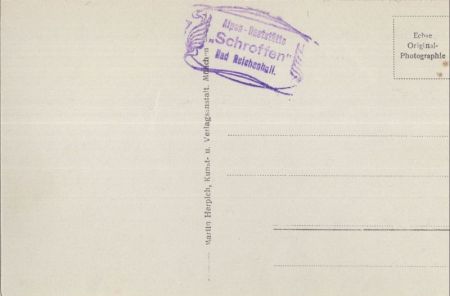 Alpen-Gaststätte
„Schroffen"
Bad Reichenhall.
Echte
Original-
Photographie
Martin Herpich, Kunst- u. Verlagsanstalt, München